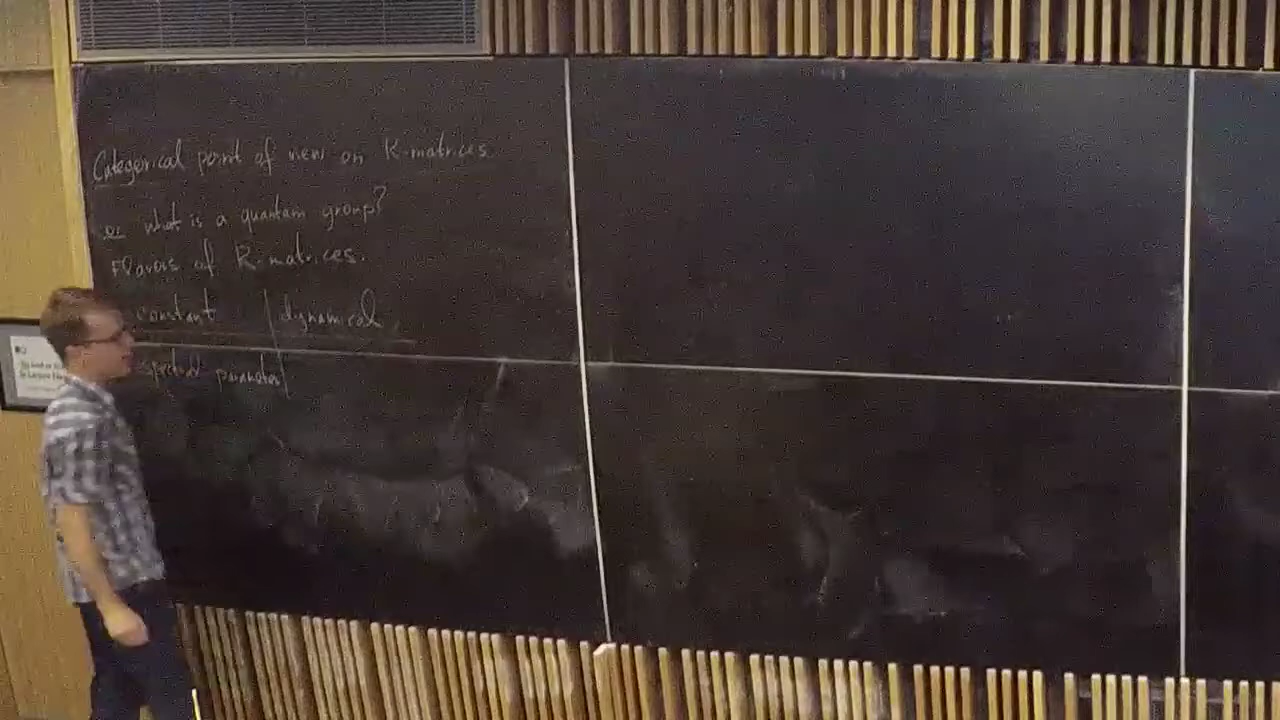 Categorical point of view on R-matrices
or what is a quantum group?
Flavors of R-matrices.
constant | dynamical
spectral parameter